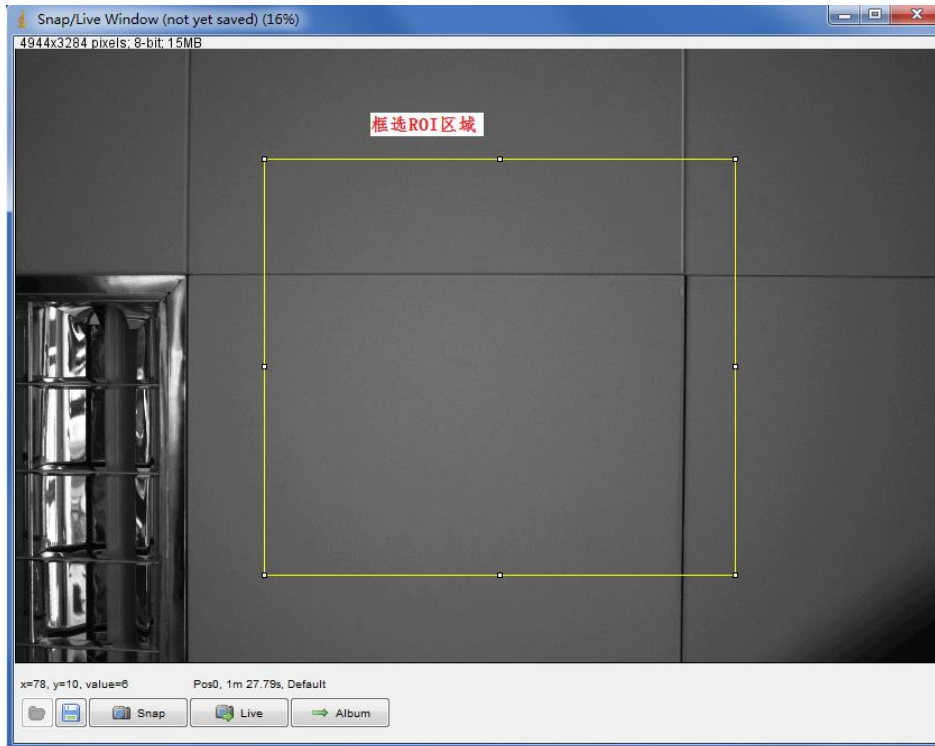 Snap/Live Window (not yet saved) (16%)
4944x3284 pixels; 8-bit; 15MB
框选ROI区域
x=78, y=10, value=6
Pos0, 1m 27.79s, Default
Snap
Live
Album